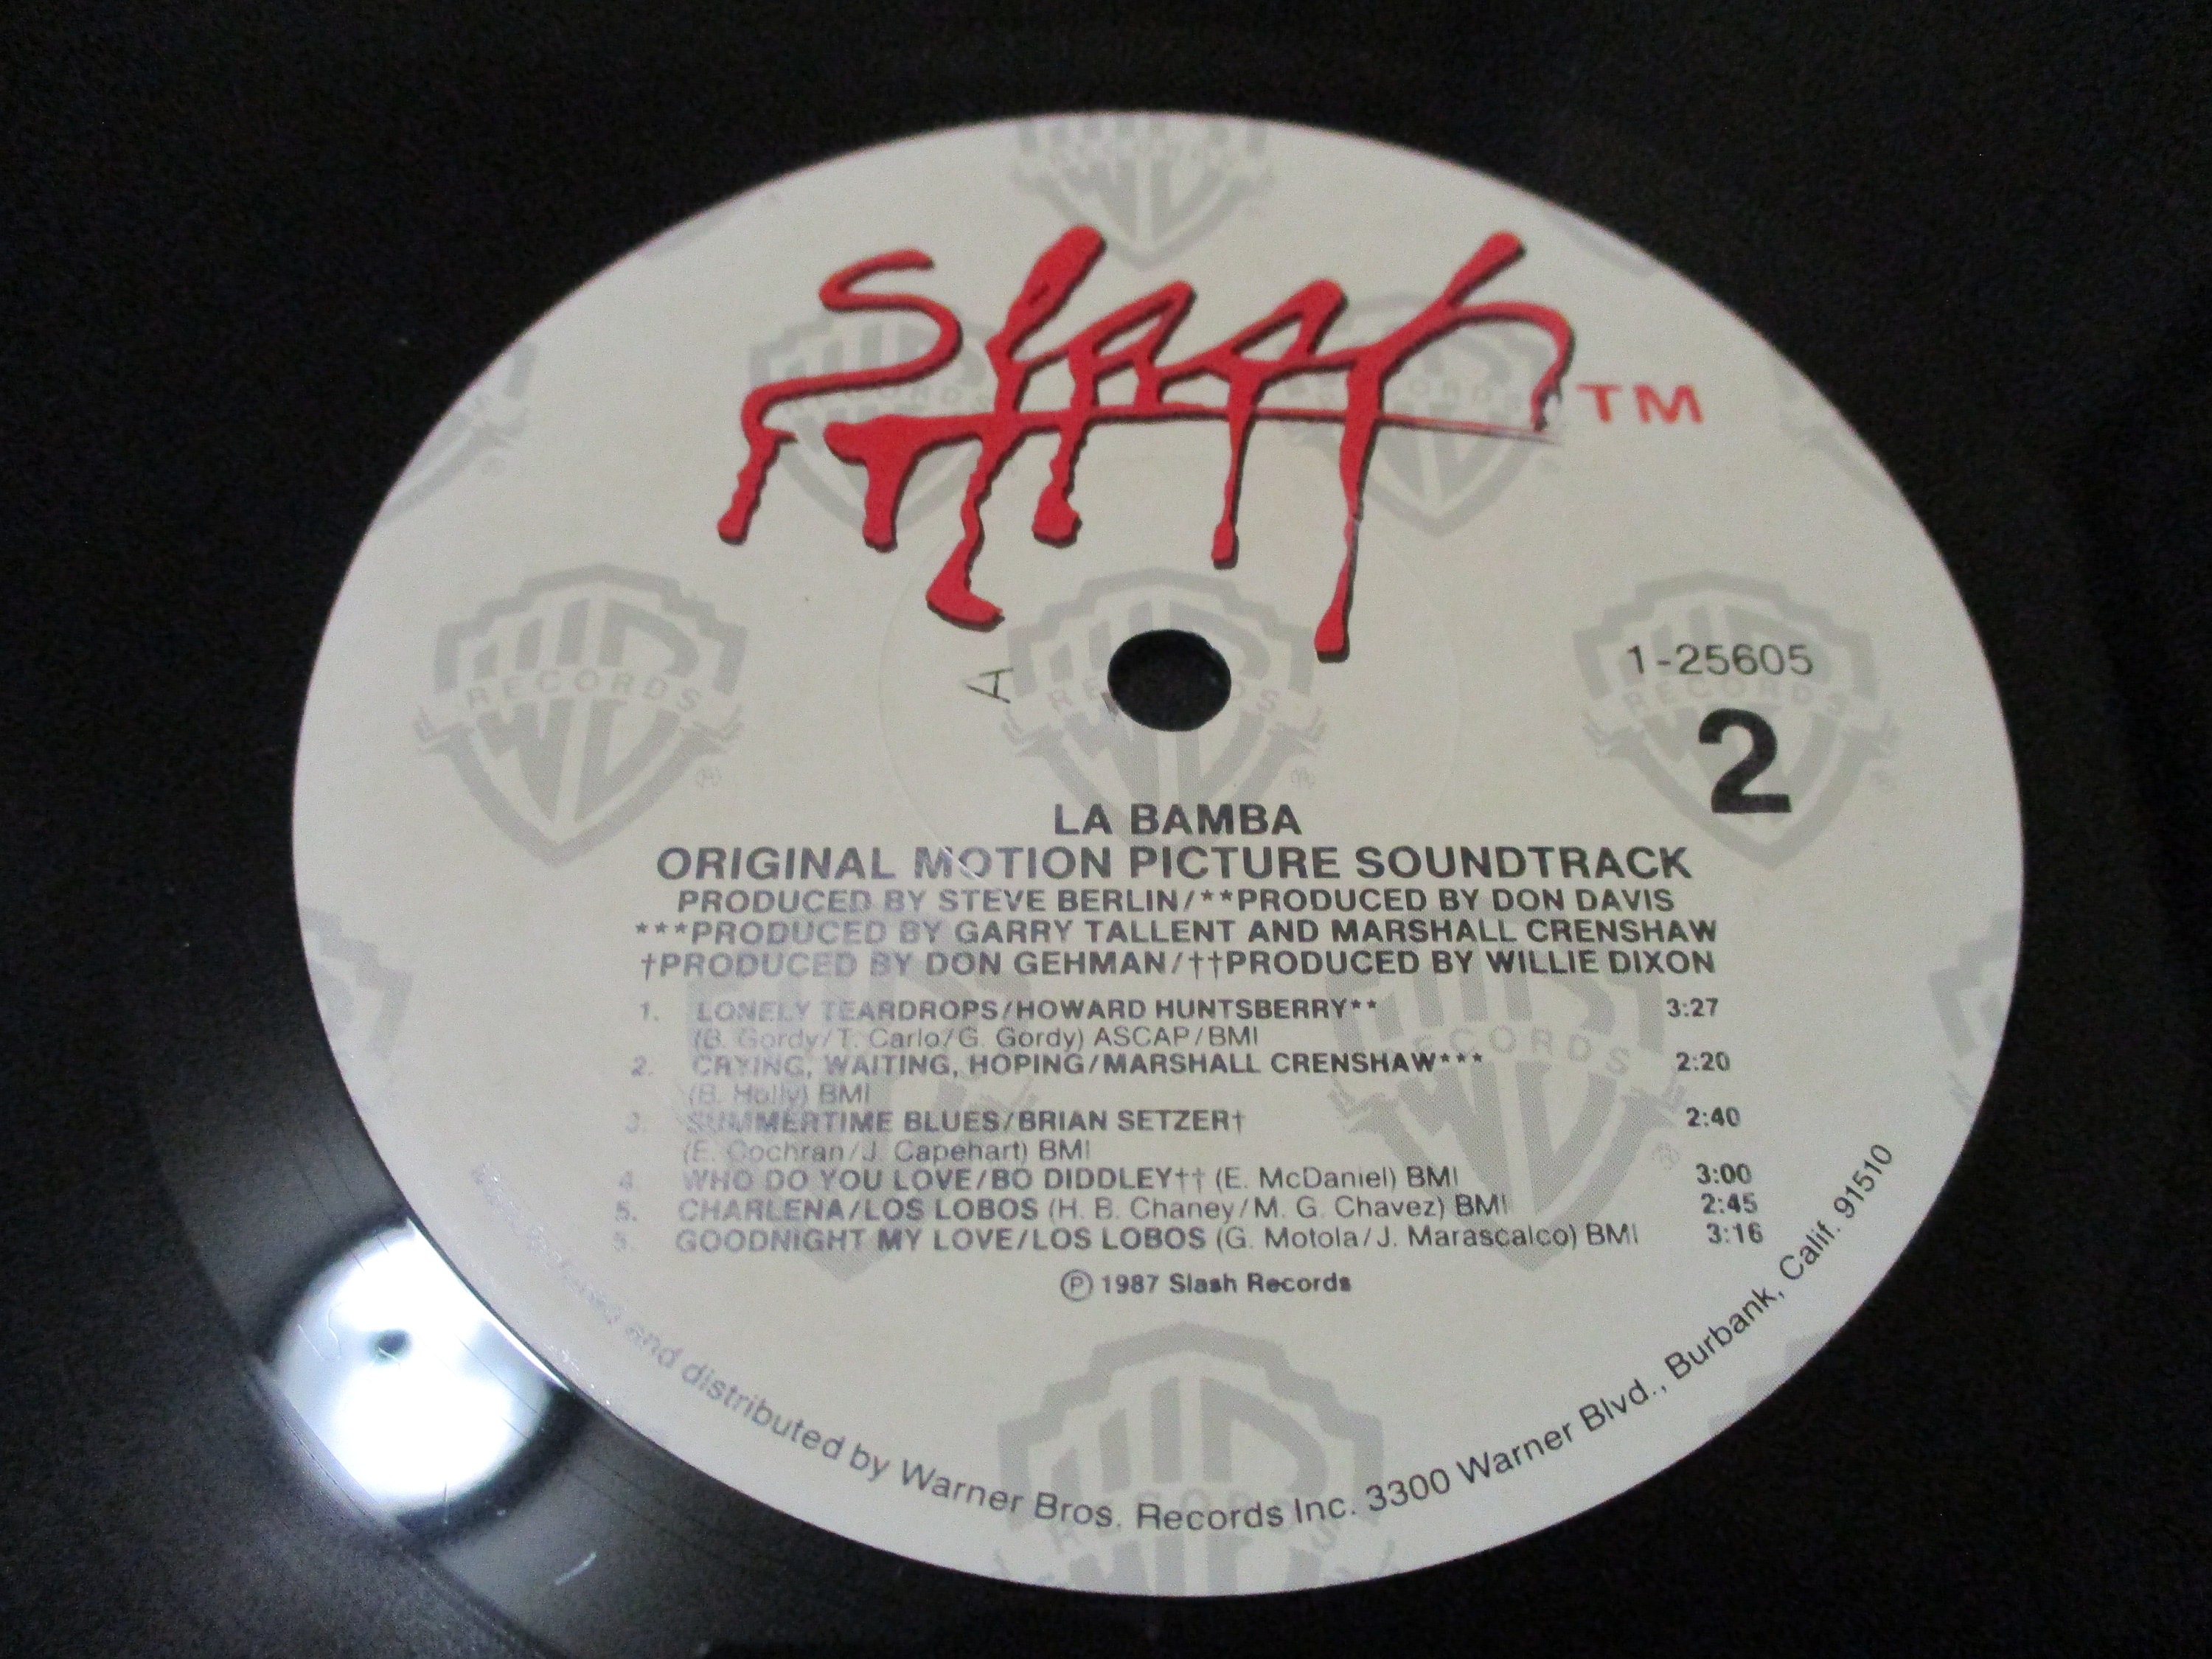 Slash TM
A
1-25605
2
LA BAMBA
ORIGINAL MOTION PICTURE SOUNDTRACK
PRODUCED BY STEVE BERLIN/**PRODUCED BY DON DAVIS
***PRODUCED BY GARRY TALLENT AND MARSHALL CRENSHAW
†PRODUCED BY DON GEHMAN/††PRODUCED BY WILLIE DIXON
1. LONELY TEARDROPS/HOWARD HUNTSBERRY** 3:27
(B. Gordy/T. Carlo/G. Gordy) ASCAP/BMI
2. CRYING, WAITING, HOPING/MARSHALL CRENSHAW*** 2:20
(B. Holly) BMI
3. SUMMERTIME BLUES/BRIAN SETZER† 2:40
(E. Cochran/J. Capehart) BMI
4. WHO DO YOU LOVE/BO DIDDLEY†† (E. McDaniel) BMI 3:00
5. CHARLENA/LOS LOBOS (H. B. Chaney/M. G. Chavez) BMI 2:45
5. GOODNIGHT MY LOVE/LOS LOBOS (G. Motola/J. Marascalco) BMI 3:16
Ⓟ 1987 Slash Records
and distributed by Warner Bros. Records Inc. 3300 Warner Blvd., Burbank, Calif. 91510
WB RECORDS ®